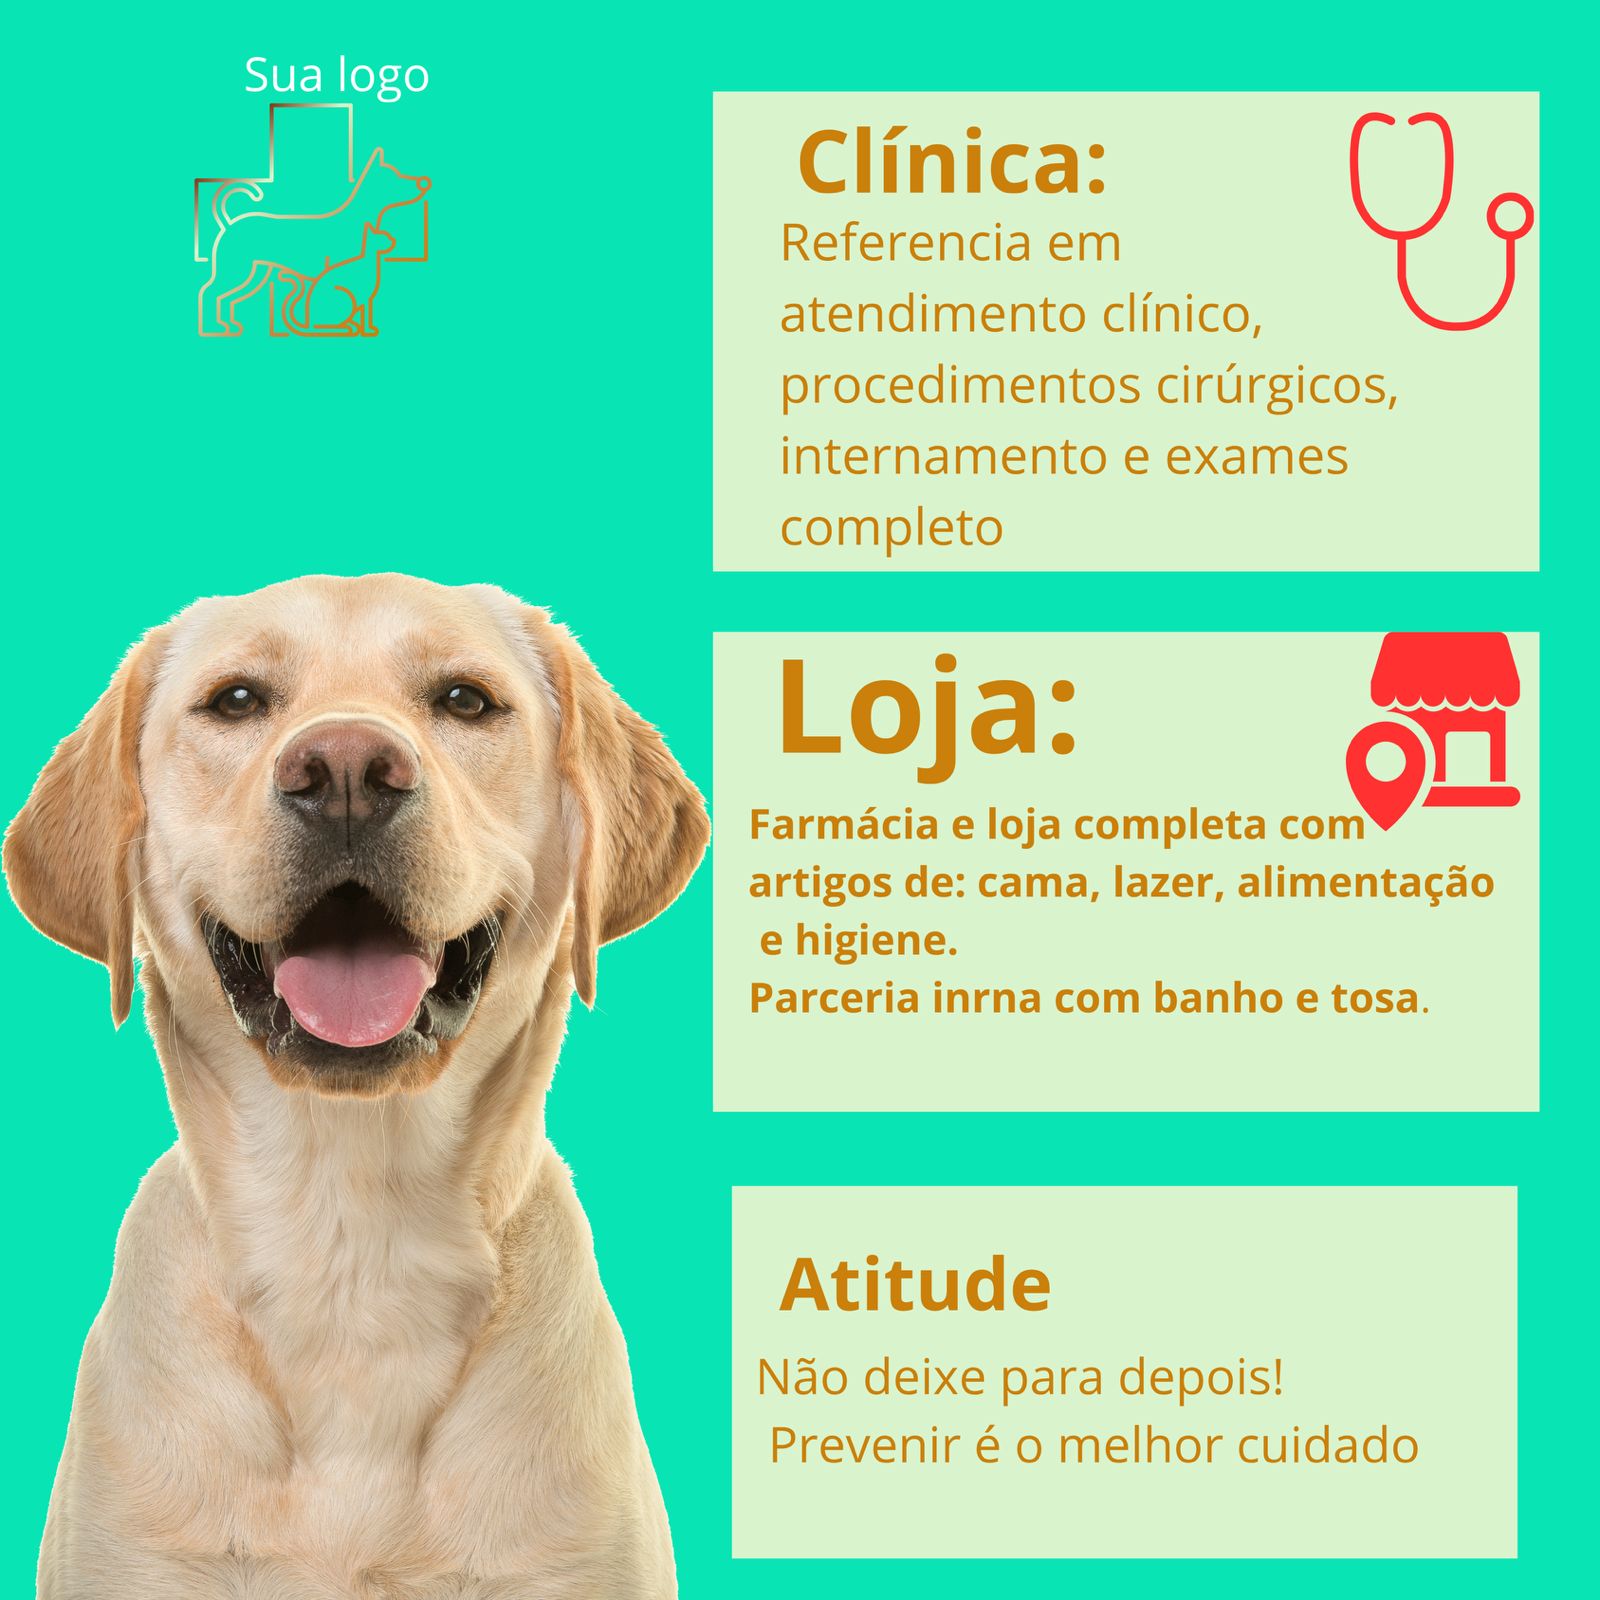 Sua logo
Clínica:
Referencia em
atendimento clínico,
procedimentos cirúrgicos,
internamento e exames
completo
Loja:
Farmácia e loja completa com
artigos de: cama, lazer, alimentação
e higiene.
Parceria inrna com banho e tosa.
Atitude
Não deixe para depois!
Prevenir é o melhor cuidado